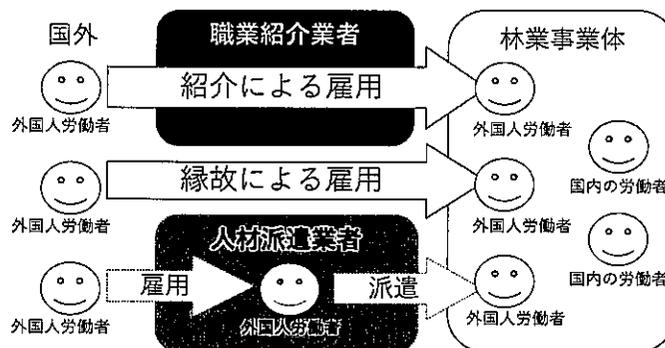 国外
職業紹介業者
林業事業体
紹介による雇用
外国人労働者
外国人労働者
国内の労働者
縁故による雇用
外国人労働者
外国人労働者
国内の労働者
人材派遣業者
雇用
派遣
外国人労働者
外国人労働者
外国人労働者